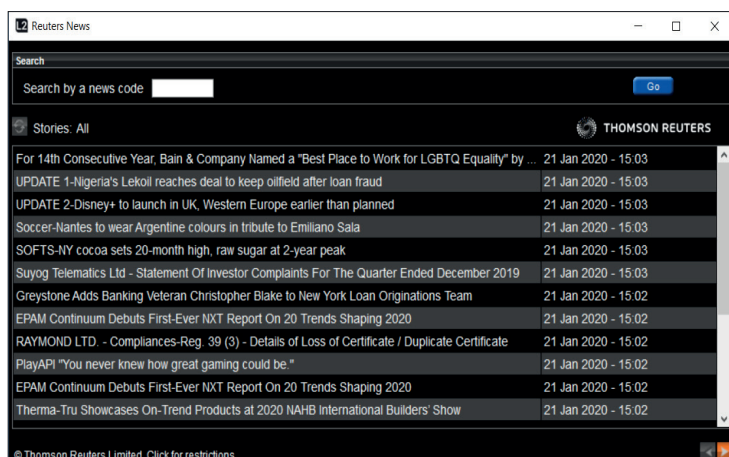 L2 Reuters News
Search
Search by a news code Go
Stories: All THOMSON REUTERS
For 14th Consecutive Year, Bain & Company Named a "Best Place to Work for LGBTQ Equality" by ... 21 Jan 2020 - 15:03
UPDATE 1-Nigeria's Lekoil reaches deal to keep oilfield after loan fraud 21 Jan 2020 - 15:03
UPDATE 2-Disney+ to launch in UK, Western Europe earlier than planned 21 Jan 2020 - 15:03
Soccer-Nantes to wear Argentine colours in tribute to Emiliano Sala 21 Jan 2020 - 15:03
SOFTS-NY cocoa sets 20-month high, raw sugar at 2-year peak 21 Jan 2020 - 15:03
Suyog Telematics Ltd - Statement Of Investor Complaints For The Quarter Ended December 2019 21 Jan 2020 - 15:03
Greystone Adds Banking Veteran Christopher Blake to New York Loan Originations Team 21 Jan 2020 - 15:02
EPAM Continuum Debuts First-Ever NXT Report On 20 Trends Shaping 2020 21 Jan 2020 - 15:02
RAYMOND LTD. - Compliances-Reg. 39 (3) - Details of Loss of Certificate / Duplicate Certificate 21 Jan 2020 - 15:02
PlayAPI "You never knew how great gaming could be." 21 Jan 2020 - 15:02
EPAM Continuum Debuts First-Ever NXT Report On 20 Trends Shaping 2020 21 Jan 2020 - 15:02
Therma-Tru Showcases On-Trend Products at 2020 NAHB International Builders' Show 21 Jan 2020 - 15:02
© Thomson Reuters Limited. Click for restrictions